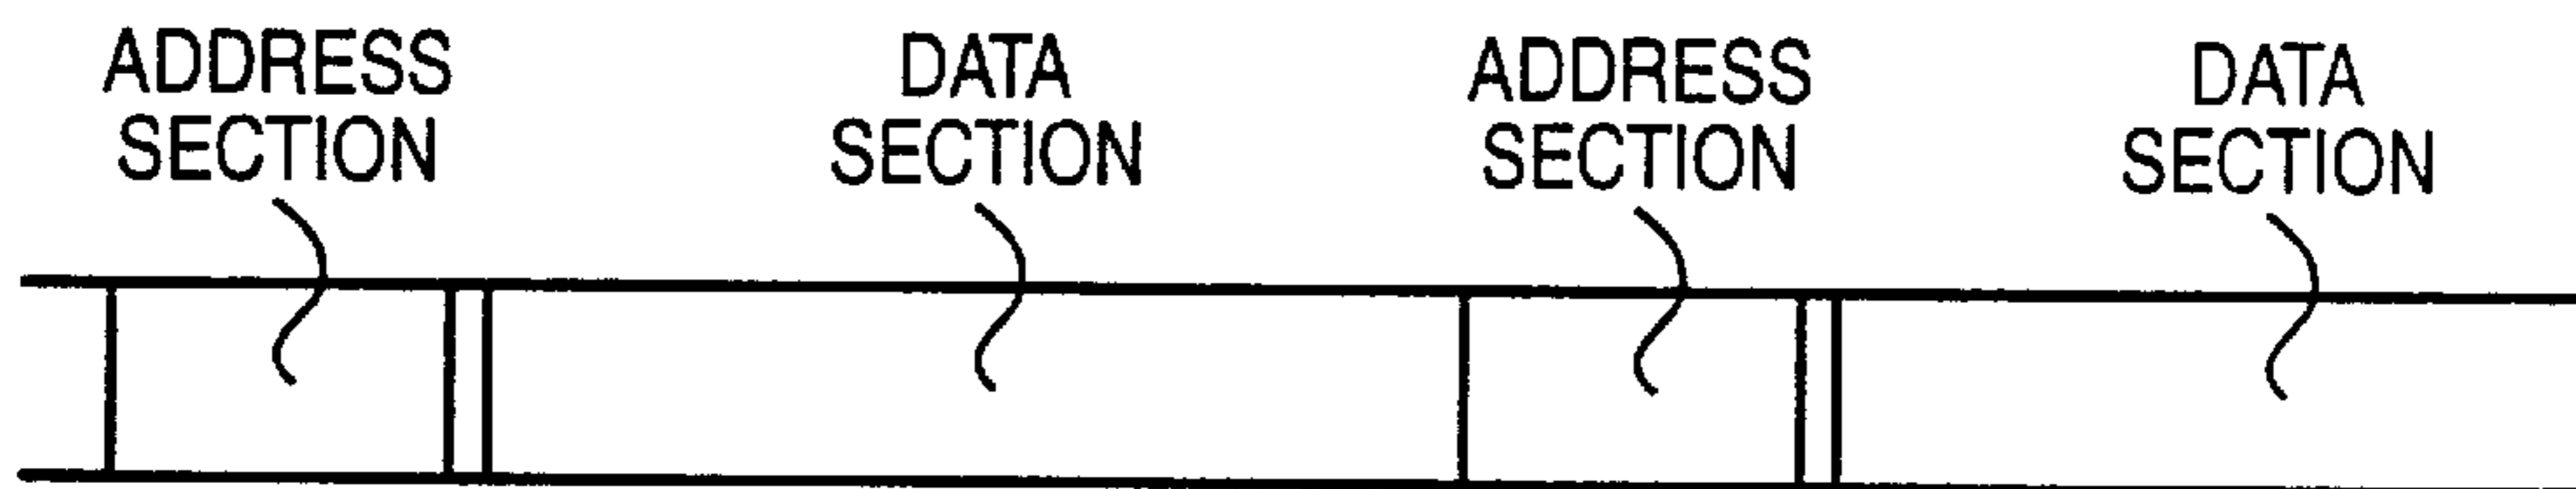 ADDRESS
SECTION
DATA
SECTION
ADDRESS
SECTION
DATA
SECTION